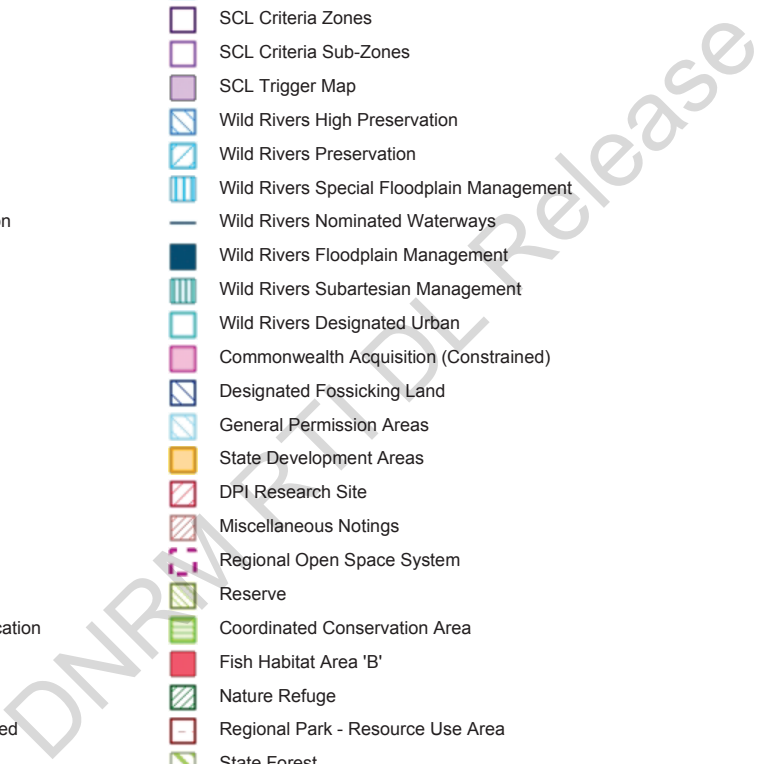 SCL Criteria Zones
SCL Criteria Sub-Zones
SCL Trigger Map
Wild Rivers High Preservation
Wild Rivers Preservation
Wild Rivers Special Floodplain Management
on
Wild Rivers Nominated Waterways
Wild Rivers Floodplain Management
Wild Rivers Subartesian Management
Wild Rivers Designated Urban
Commonwealth Acquisition (Constrained)
Designated Fossicking Land
General Permission Areas
State Development Areas
DPI Research Site
Miscellaneous Notings
Regional Open Space System
Reserve
cation
Coordinated Conservation Area
Fish Habitat Area 'B'
Nature Refuge
ed
Regional Park - Resource Use Area
State Forest
DNRM RTI DL Release